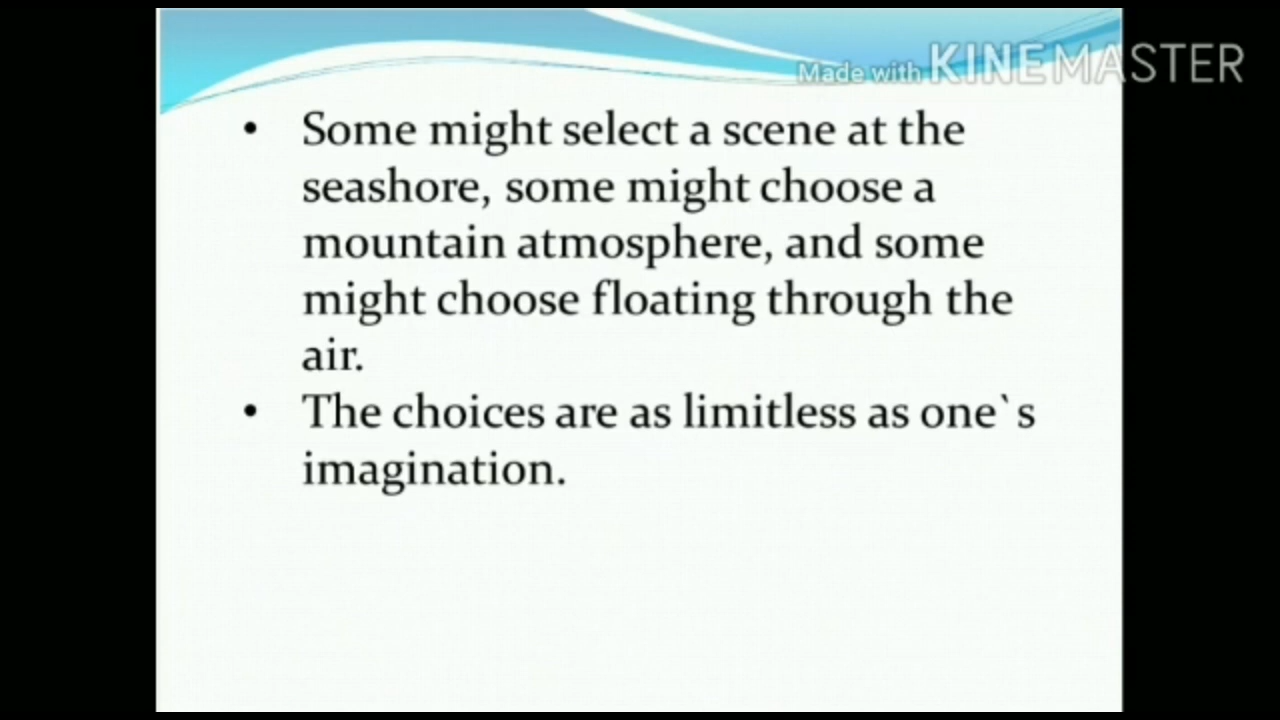 Made with KINEMASTER
• Some might select a scene at the
seashore, some might choose a
mountain atmosphere, and some
might choose floating through the
air.
• The choices are as limitless as one`s
imagination.